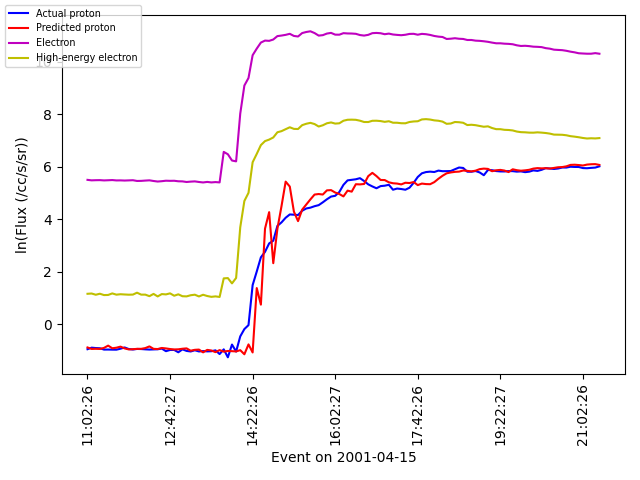 Actual proton
Predicted proton
Electron
High-energy electron
ln(Flux (/cc/s/sr))
8
6
4
2
0
11:02:26
12:42:27
14:22:26
16:02:27
17:42:26
19:22:27
21:02:26
Event on 2001-04-15